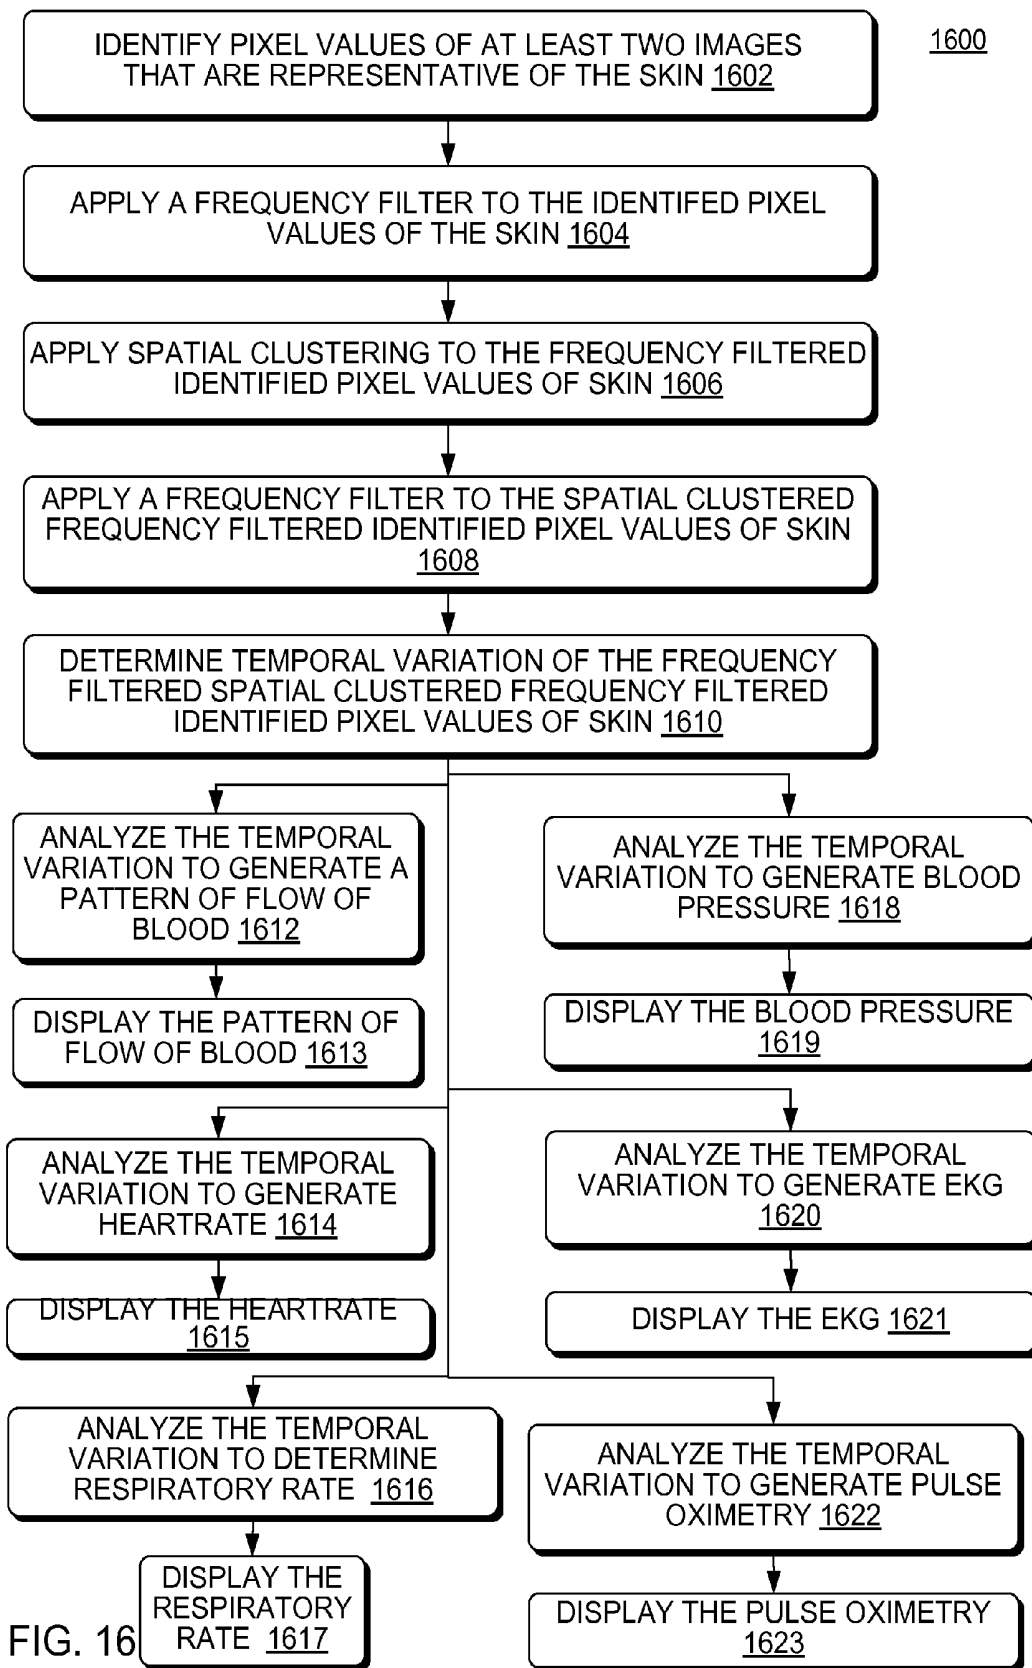 1600
IDENTIFY PIXEL VALUES OF AT LEAST TWO IMAGES
THAT ARE REPRESENTATIVE OF THE SKIN 1602
APPLY A FREQUENCY FILTER TO THE IDENTIFED PIXEL
VALUES OF THE SKIN 1604
APPLY SPATIAL CLUSTERING TO THE FREQUENCY FILTERED
IDENTIFIED PIXEL VALUES OF SKIN 1606
APPLY A FREQUENCY FILTER TO THE SPATIAL CLUSTERED
FREQUENCY FILTERED IDENTIFIED PIXEL VALUES OF SKIN
1608
DETERMINE TEMPORAL VARIATION OF THE FREQUENCY
FILTERED SPATIAL CLUSTERED FREQUENCY FILTERED
IDENTIFIED PIXEL VALUES OF SKIN 1610
ANALYZE THE TEMPORAL
VARIATION TO GENERATE A
PATTERN OF FLOW OF
BLOOD 1612
DISPLAY THE PATTERN OF
FLOW OF BLOOD 1613
ANALYZE THE TEMPORAL
VARIATION TO GENERATE BLOOD
PRESSURE 1618
DISPLAY THE BLOOD PRESSURE
1619
ANALYZE THE TEMPORAL
VARIATION TO GENERATE
HEARTRATE 1614
DISPLAY THE HEARTRATE
1615
ANALYZE THE TEMPORAL
VARIATION TO GENERATE EKG
1620
DISPLAY THE EKG 1621
ANALYZE THE TEMPORAL
VARIATION TO DETERMINE
RESPIRATORY RATE 1616
DISPLAY THE
RESPIRATORY
RATE 1617
ANALYZE THE TEMPORAL
VARIATION TO GENERATE PULSE
OXIMETRY 1622
DISPLAY THE PULSE OXIMETRY
1623
FIG. 16